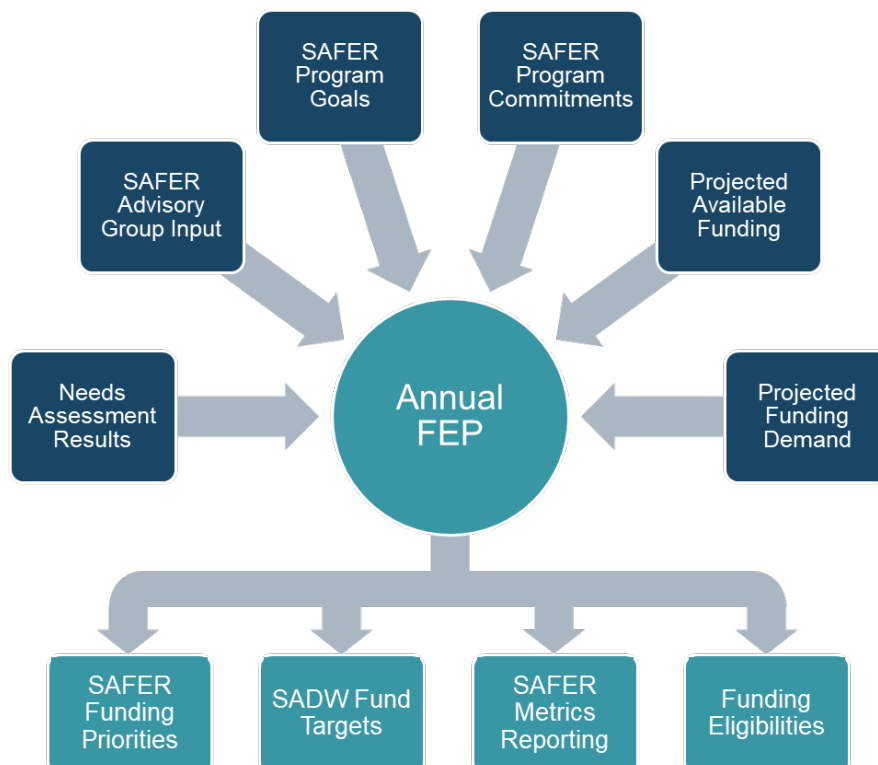 SAFER
Program
Goals
SAFER
Program
Commitments
SAFER
Advisory
Group Input
Projected
Available
Funding
Needs
Assessment
Results
Annual
FEP
Projected
Funding
Demand
SAFER
Funding
Priorities
SADW Fund
Targets
SAFER
Metrics
Reporting
Funding
Eligibilities